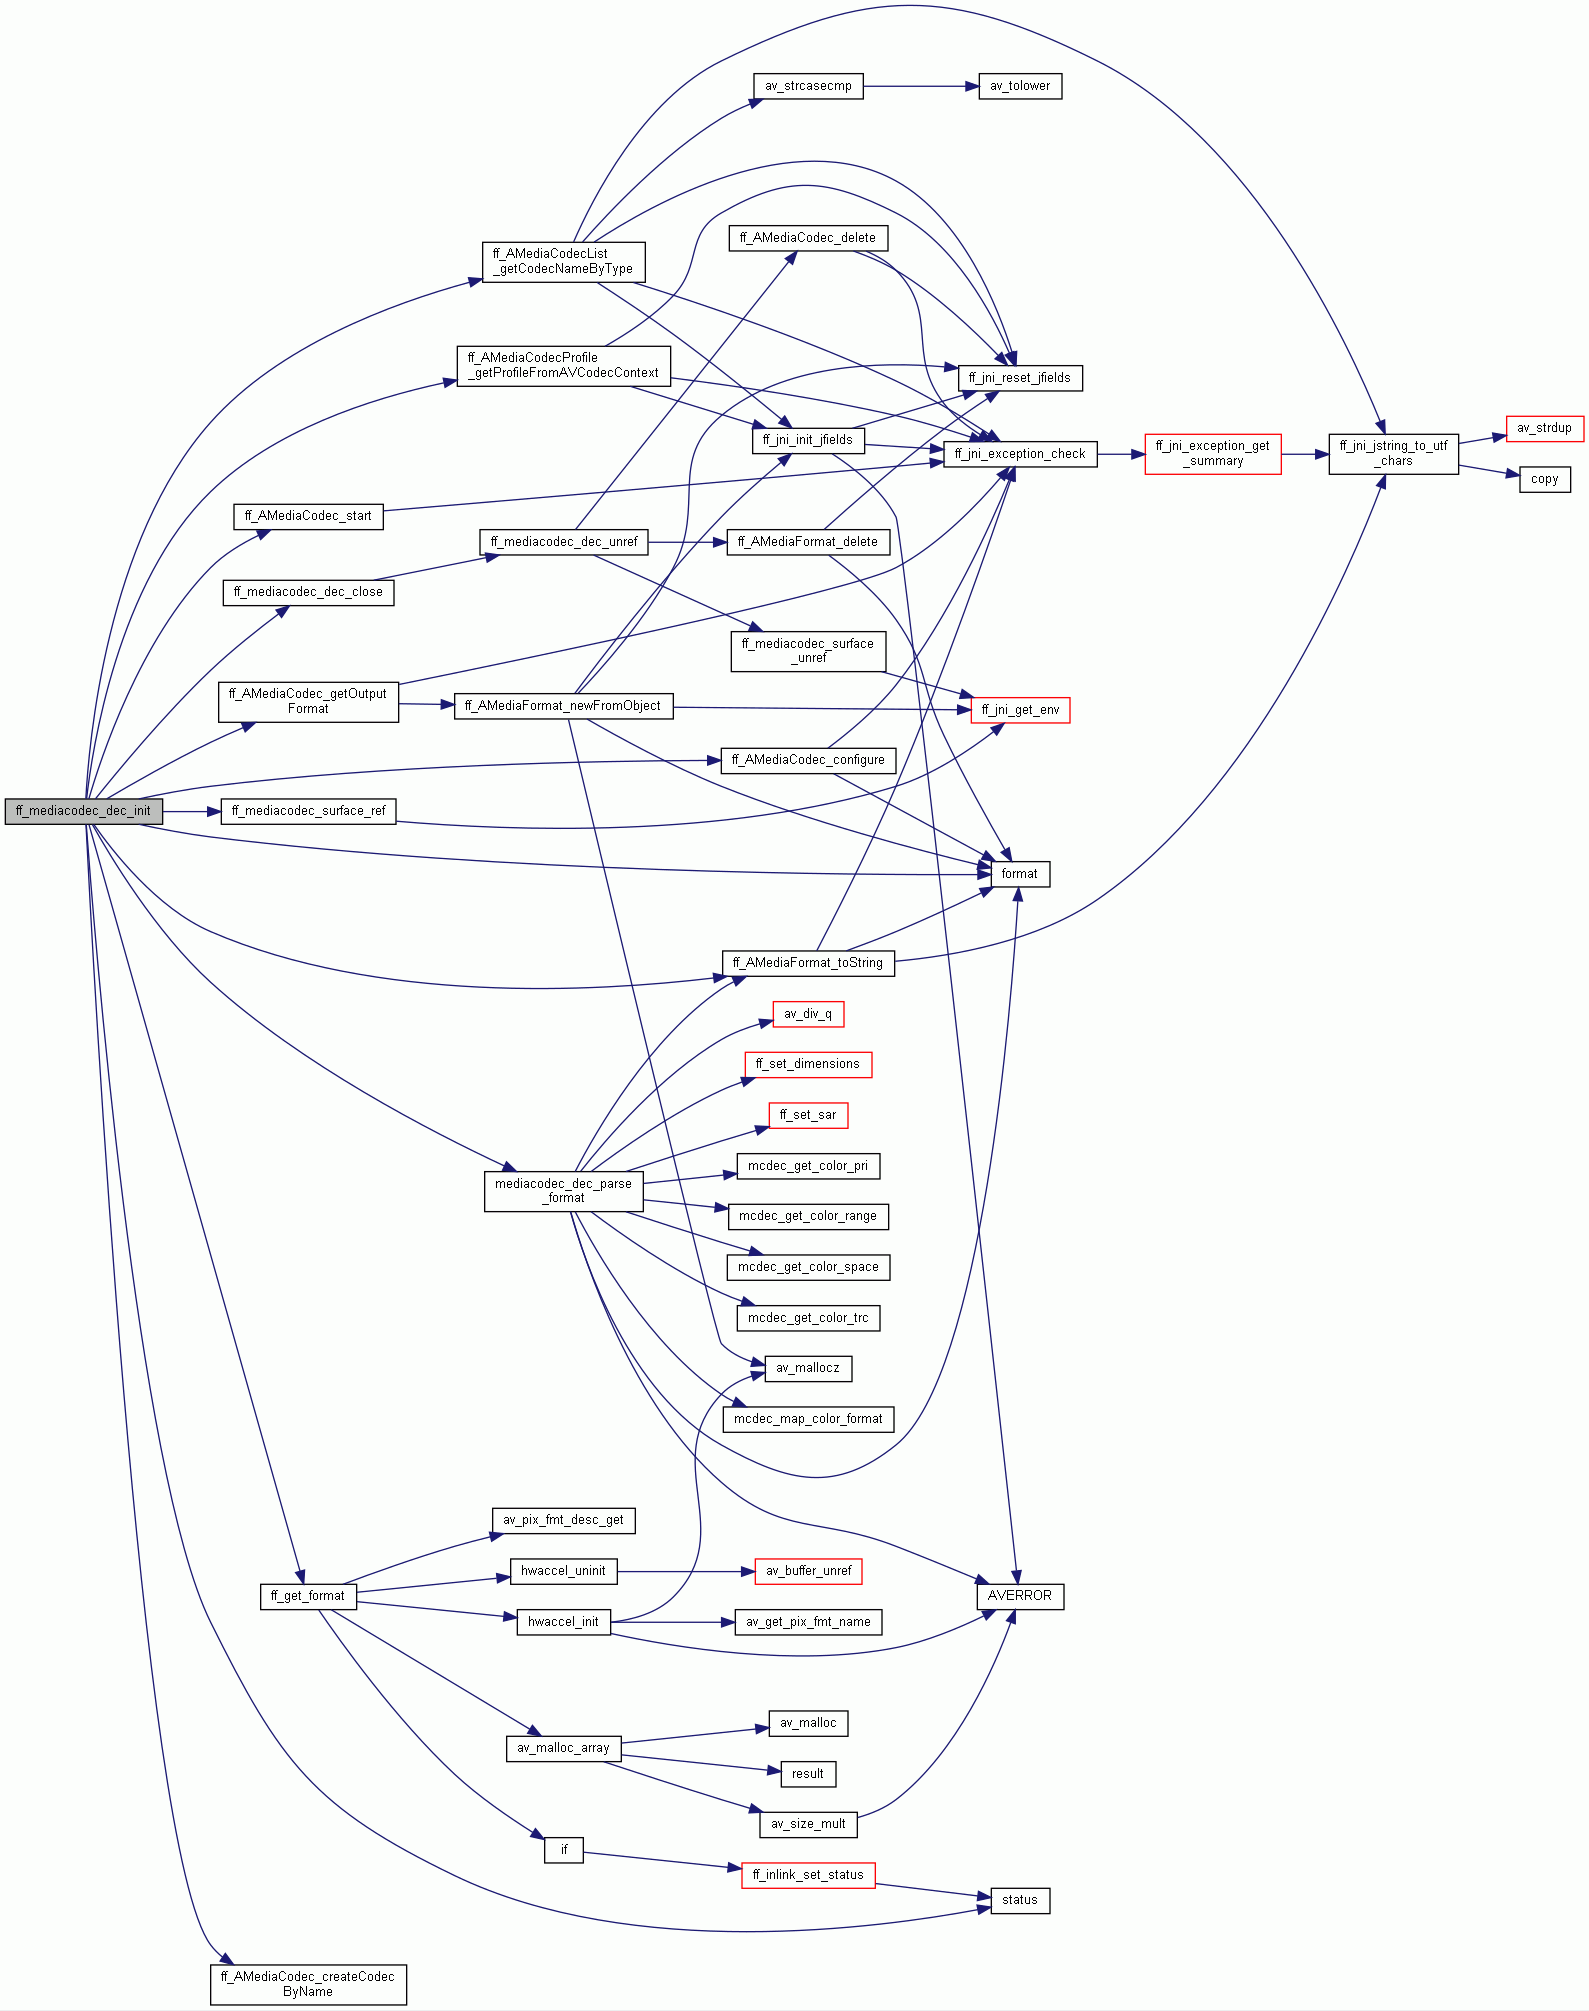 av_strcasecmp
av_tolower
ff_AMediaCodec_delete
ff_AMediaCodecList
_getCodecNameByType
ff_AMediaCodecProfile
_getProfileFromAVCodecContext
ff_jni_reset_jfields
ff_jni_init_jfields
ff_jni_exception_check
ff_jni_exception_get
_summary
ff_jni_jstring_to_utf
_chars
av_strdup
copy
ff_AMediaCodec_start
ff_mediacodec_dec_unref
ff_AMediaFormat_delete
ff_mediacodec_dec_close
ff_mediacodec_surface
_unref
ff_AMediaCodec_getOutput
Format
ff_AMediaFormat_newFromObject
ff_jni_get_env
ff_AMediaCodec_configure
ff_mediacodec_dec_init
ff_mediacodec_surface_ref
format
ff_AMediaFormat_toString
av_div_q
ff_set_dimensions
ff_set_sar
mcdec_get_color_pri
mediacodec_dec_parse
_format
mcdec_get_color_range
mcdec_get_color_space
mcdec_get_color_trc
av_mallocz
mcdec_map_color_format
av_pix_fmt_desc_get
hwaccel_uninit
av_buffer_unref
ff_get_format
AVERROR
hwaccel_init
av_get_pix_fmt_name
av_malloc
av_malloc_array
result
av_size_mult
if
ff_inlink_set_status
status
ff_AMediaCodec_createCodec
ByName